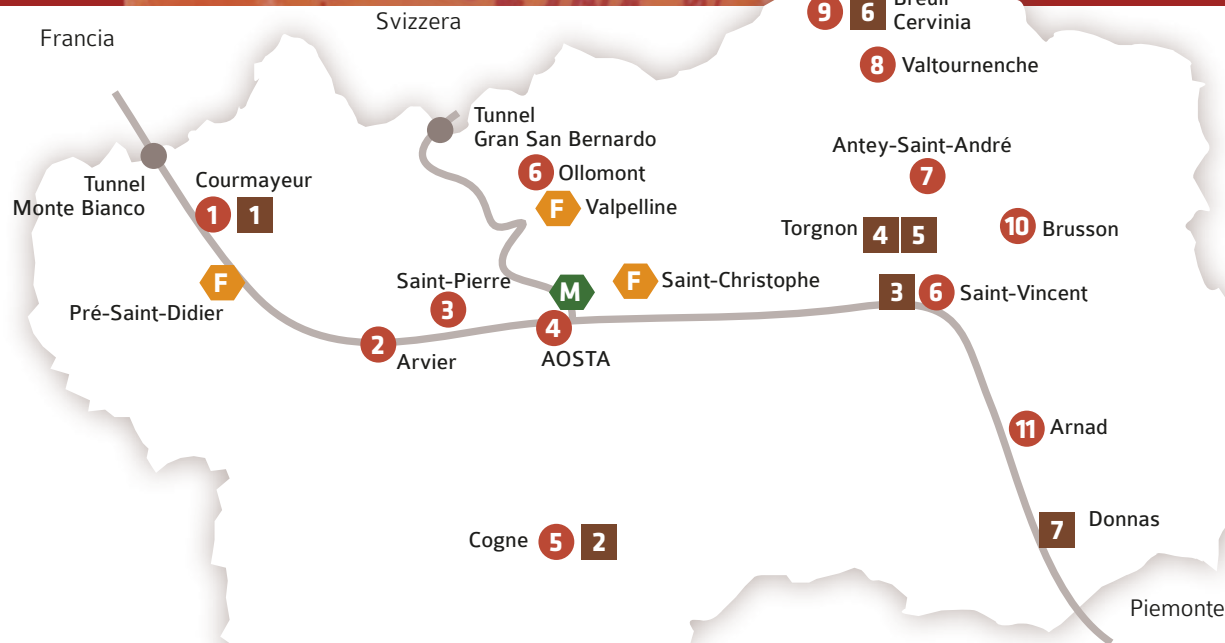 Breuil
9 6 Cervinia
Svizzera
Francia
8 Valtournenche
Tunnel
Gran San Bernardo
Antey-Saint-André
7
6 Ollomont
Tunnel
Monte Bianco
Courmayeur
1 1
F Valpelline
Torgnon 4 5
10 Brusson
F
Pré-Saint-Didier
Saint-Pierre
3
M
F Saint-Christophe
3 6 Saint-Vincent
2
Arvier
4
AOSTA
11 Arnad
7 Donnas
Cogne 5 2
Piemonte